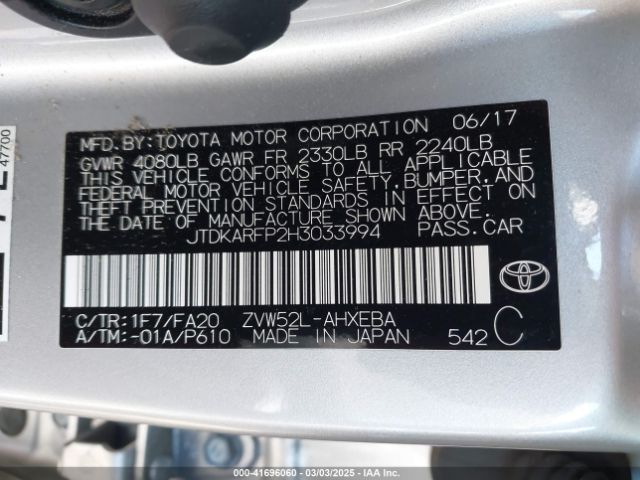 MFD.BY:TOYOTA MOTOR CORPORATION 06/17
GVWR 4080LB GAWR FR 2330LB RR 2240LB
THIS VEHICLE CONFORMS TO ALL APPLICABLE
FEDERAL MOTOR VEHICLE SAFETY,BUMPER,AND
THEFT PREVENTION STANDARDS IN EFFECT ON
THE DATE OF MANUFACTURE SHOWN ABOVE.
JTDKARFP2H3033994 PASS.CAR
C/TR:1F7/FA20 ZVW52L-AHXEBA
A/TM:-01A/P610 MADE IN JAPAN 542 C
47700
000-41696060 | 03/03/2025 - IAA Inc.